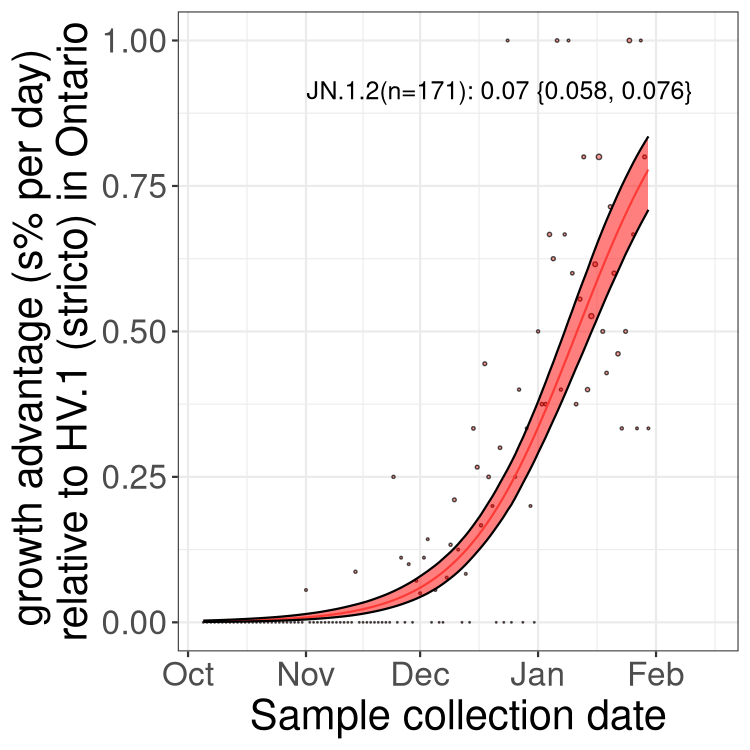 growth advantage (s% per day)
relative to HV.1 (stricto) in Ontario
1.00
0.75
0.50
0.25
0.00
JN.1.2(n=171): 0.07 {0.058, 0.076}
Oct Nov Dec Jan Feb
Sample collection date